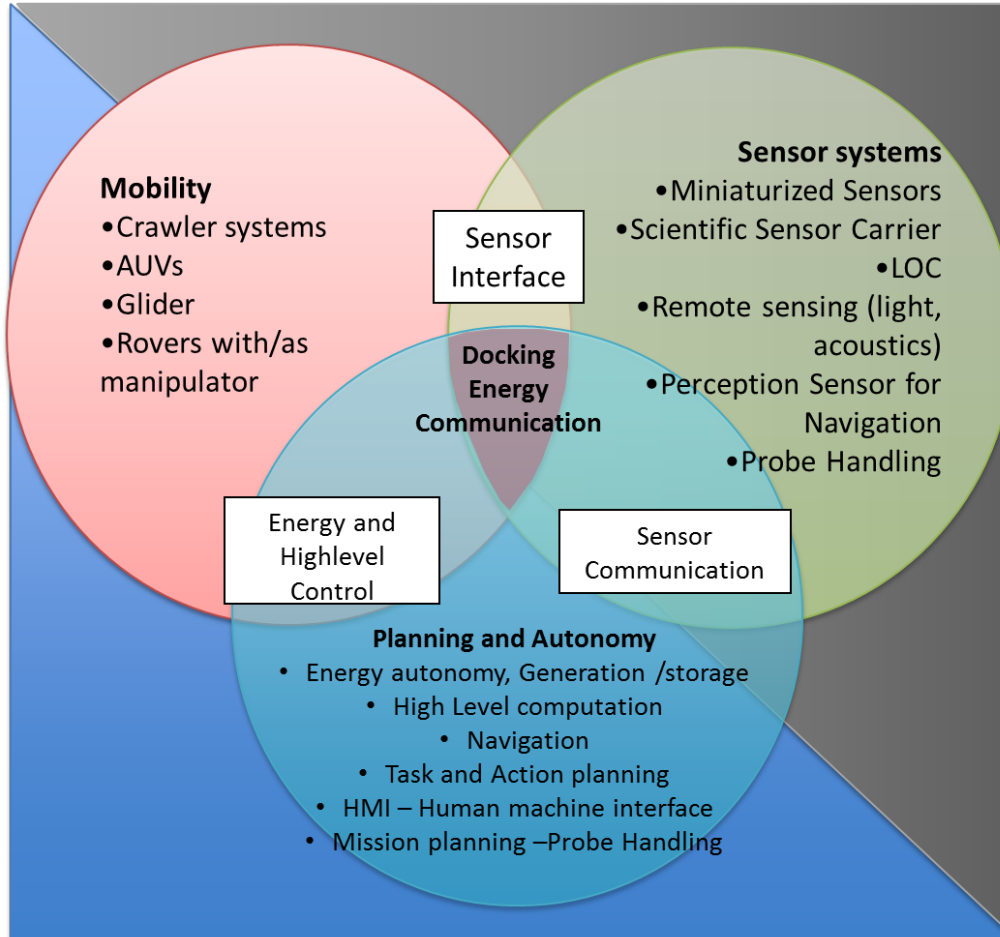 Mobility
•Crawler systems
•AUVs
•Glider
•Rovers with/as
manipulator
Sensor systems
•Miniaturized Sensors
•Scientific Sensor Carrier
•LOC
•Remote sensing (light,
acoustics)
•Perception Sensor for
Navigation
•Probe Handling
Sensor
Interface
Docking
Energy
Communication
Energy and
Highlevel
Control
Sensor
Communication
Planning and Autonomy
• Energy autonomy, Generation /storage
• High Level computation
• Navigation
• Task and Action planning
• HMI – Human machine interface
• Mission planning –Probe Handling